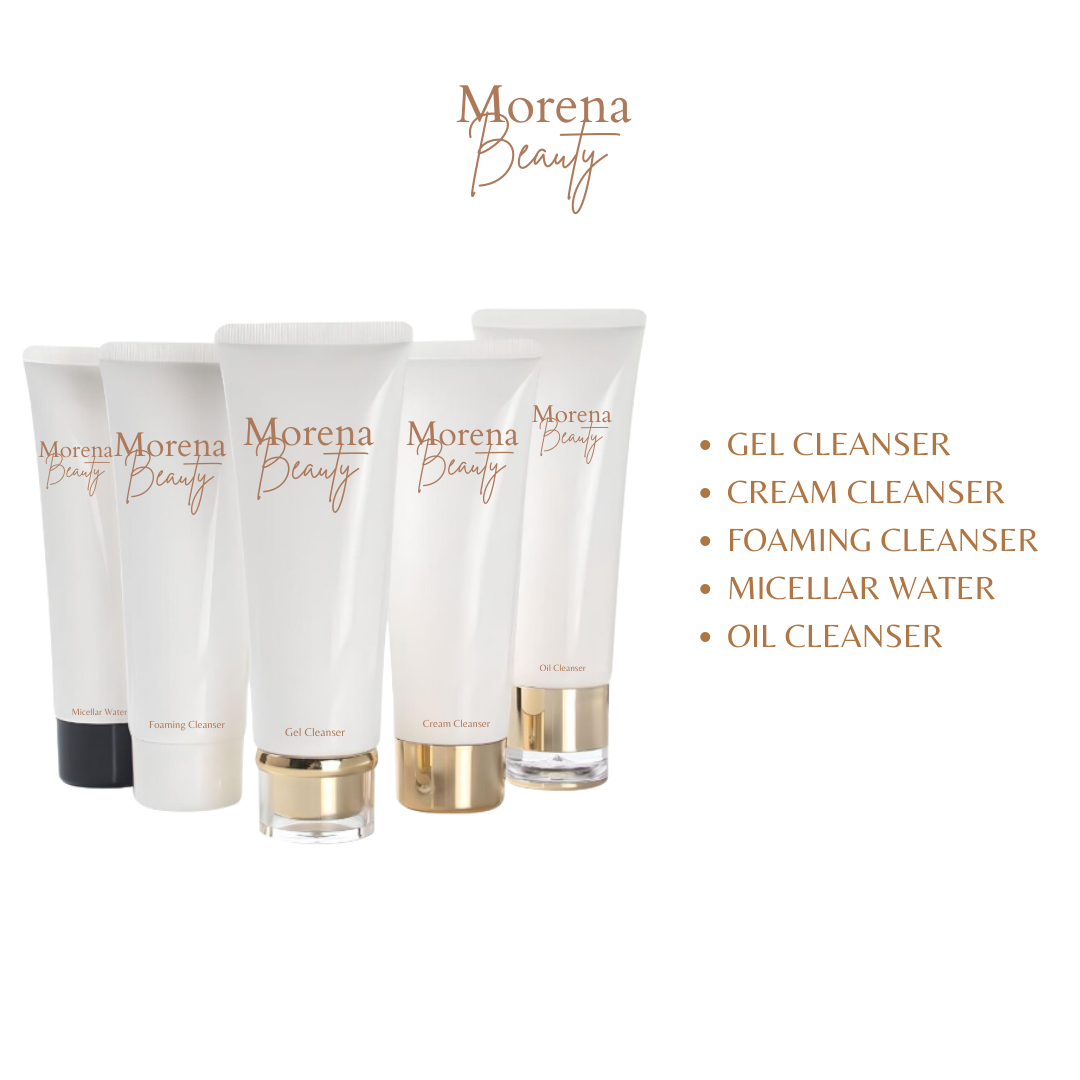 Morena
Beauty
Morena
Beauty
Micellar Water
Morena
Beauty
Foaming Cleanser
Morena
Beauty
Gel Cleanser
Morena
Beauty
Cream Cleanser
Morena
Beauty
Oil Cleanser
• GEL CLEANSER
• CREAM CLEANSER
• FOAMING CLEANSER
• MICELLAR WATER
• OIL CLEANSER